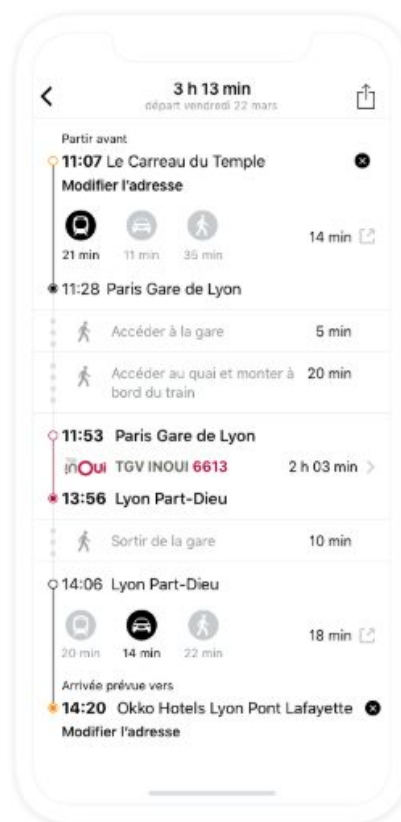 3 h 13 min
départ vendredi 22 mars
Partir avant
11:07 Le Carreau du Temple
Modifier l'adresse
21 min 11 min 35 min 14 min
11:28 Paris Gare de Lyon
Accéder à la gare 5 min
Accéder au quai et monter à 20 min
bord du train
11:53 Paris Gare de Lyon
inOui TGV INOUI 6613 2 h 03 min
13:56 Lyon Part-Dieu
Sortir de la gare 10 min
14:06 Lyon Part-Dieu
20 min 14 min 22 min 18 min
Arrivée prévue vers
14:20 Okko Hotels Lyon Pont Lafayette
Modifier l'adresse